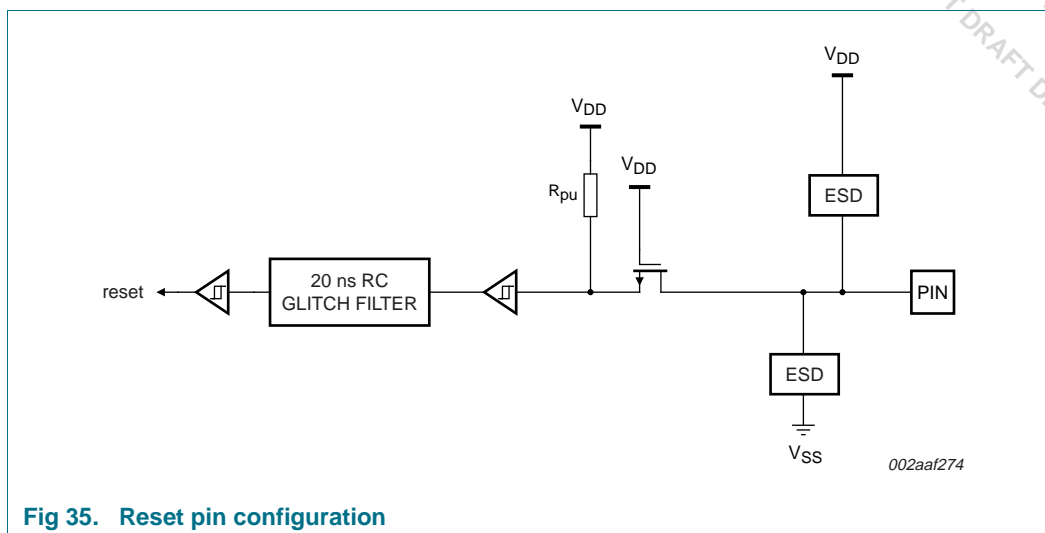 T DRAFT D
VDD
VDD
VDD
Rpu
ESD
reset
20 ns RC
GLITCH FILTER
PIN
ESD
VSS
002aaf274
Fig 35. Reset pin configuration